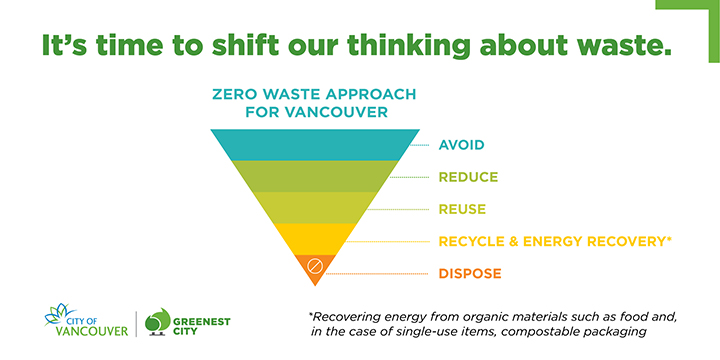 It's time to shift our thinking about waste.
ZERO WASTE APPROACH
FOR VANCOUVER
AVOID
REDUCE
REUSE
RECYCLE & ENERGY RECOVERY*
DISPOSE
CITY OF
VANCOUVER
GREENEST
CITY
*Recovering energy from organic materials such as food and,
in the case of single-use items, compostable packaging